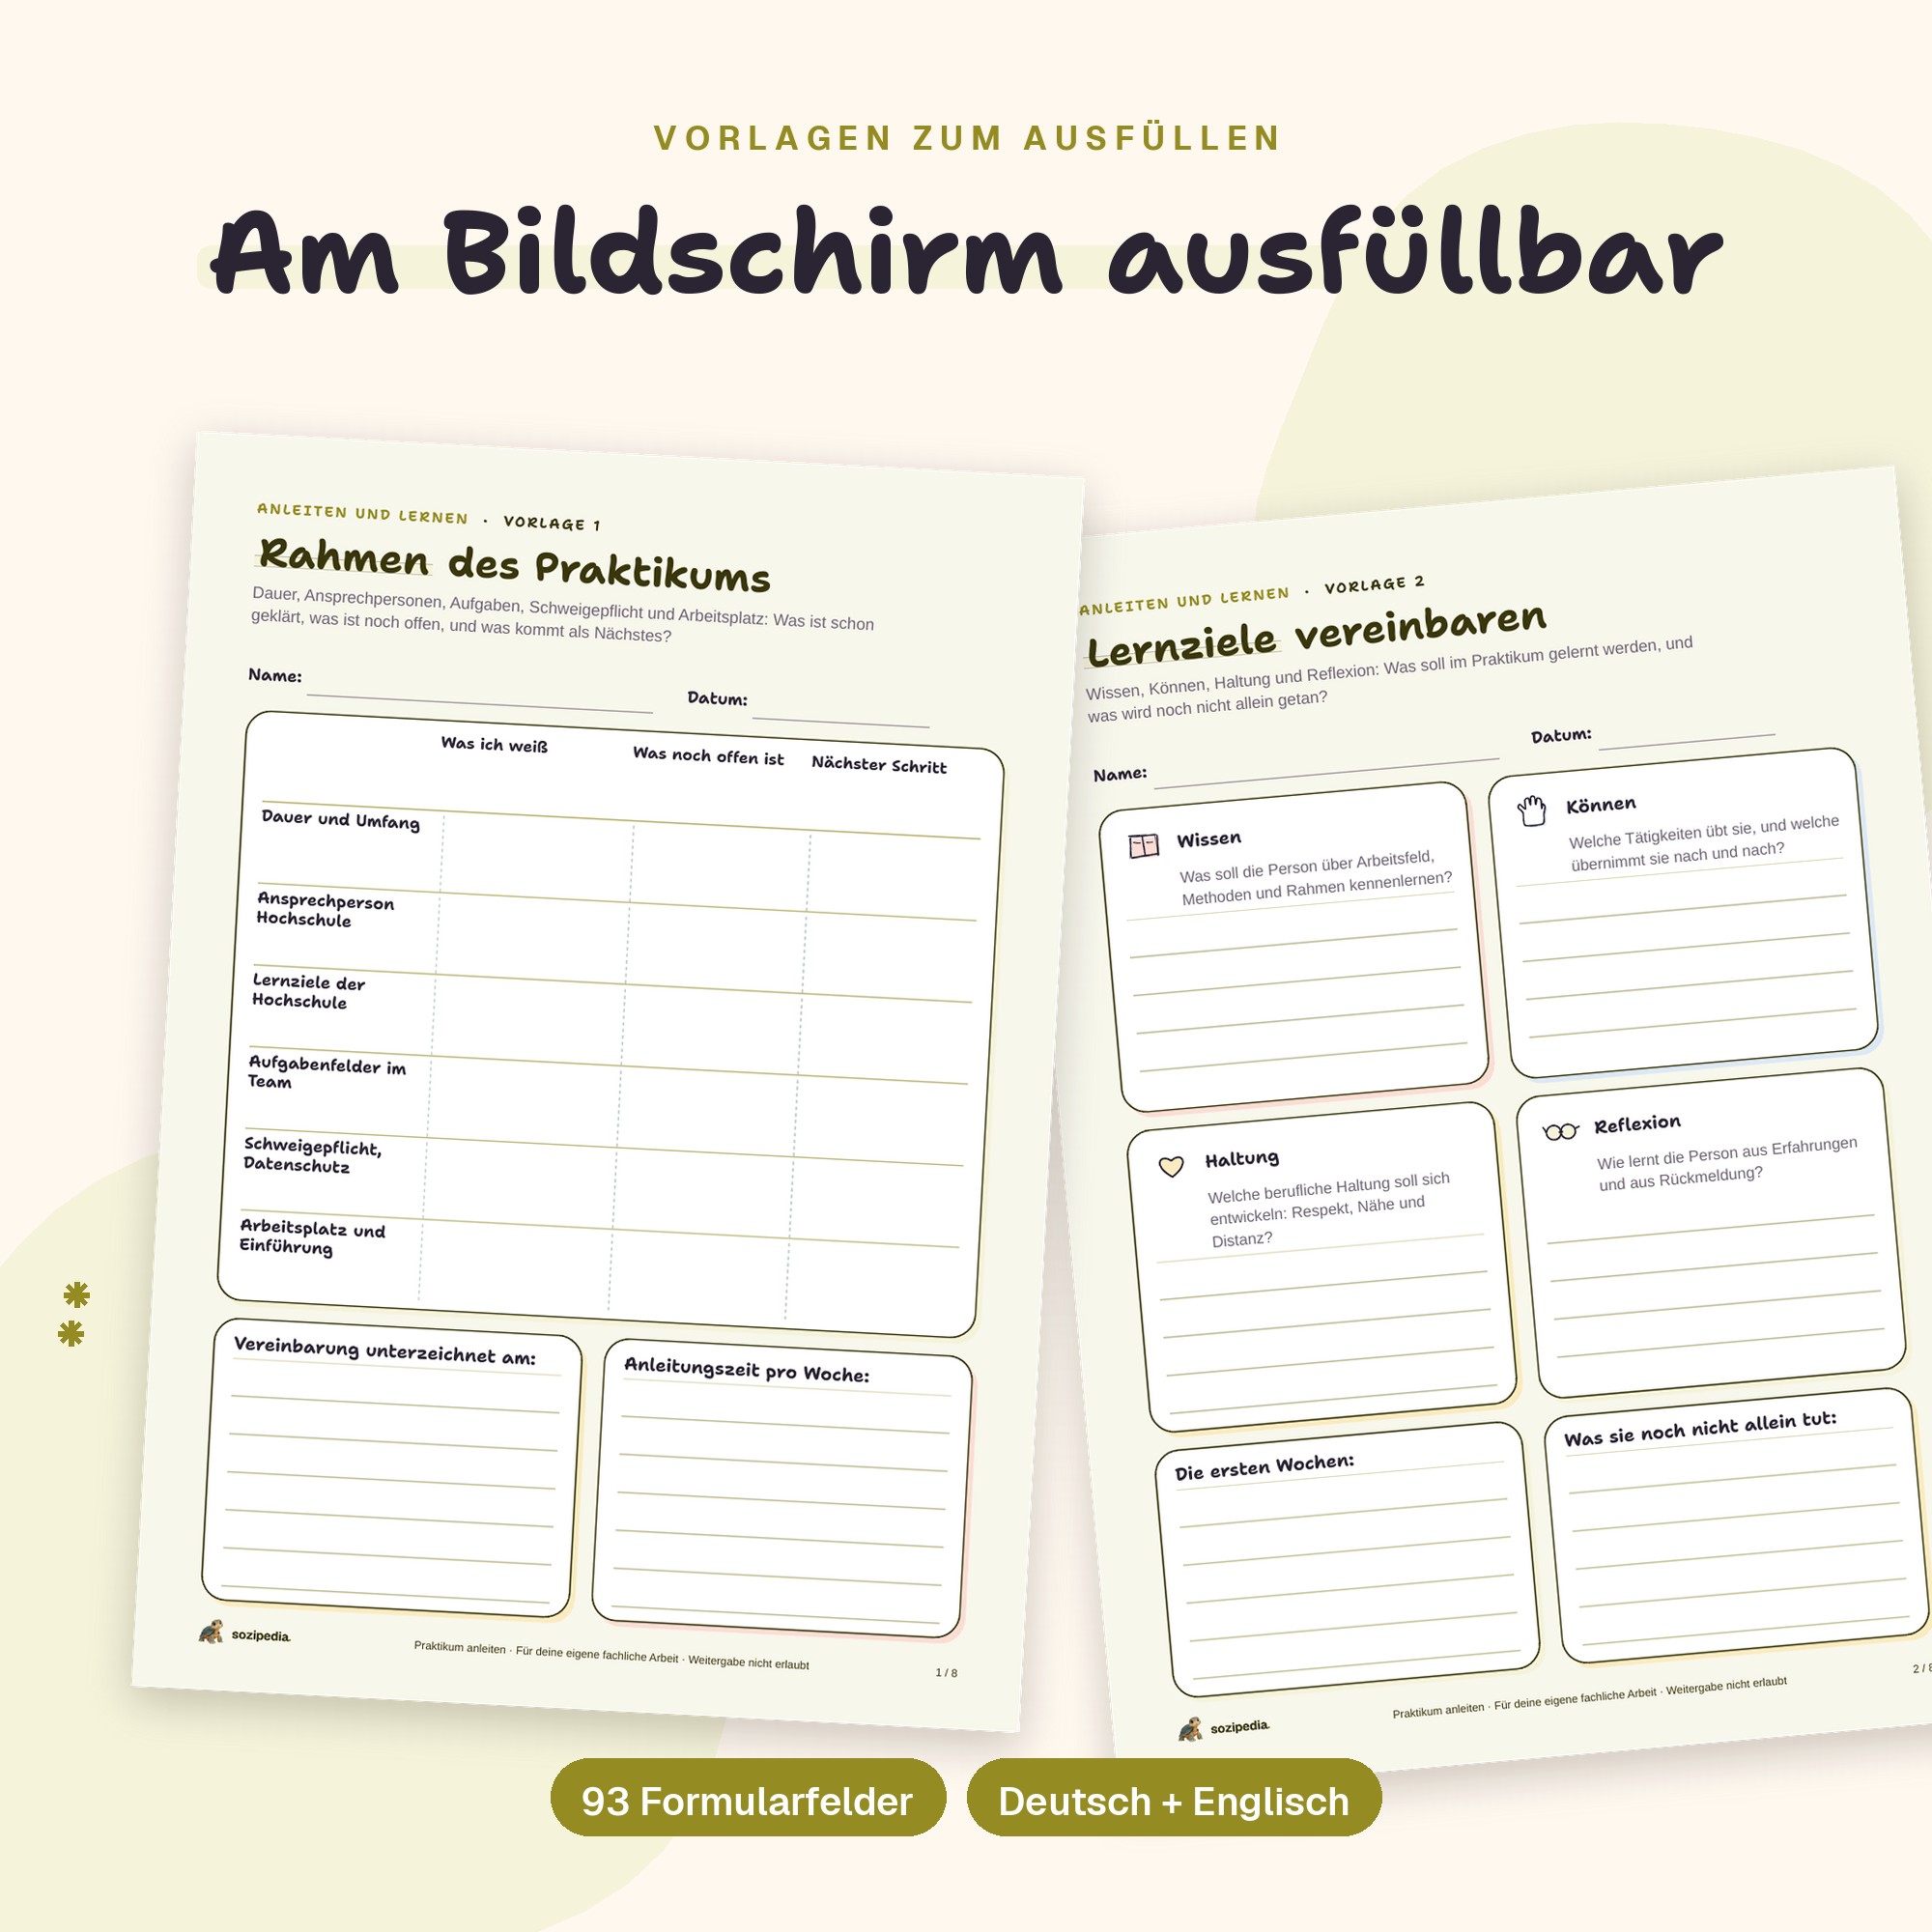 VORLAGEN ZUM AUSFÜLLEN
Am Bildschirm ausfüllbar
ANLEITEN UND LERNEN · VORLAGE 1
Rahmen des Praktikums
Dauer, Ansprechpersonen, Aufgaben, Schweigepflicht und Arbeitsplatz: Was ist schon
geklärt, was ist noch offen, und was kommt als Nächstes?
Name:
Datum:
Was ich weiß
Was noch offen ist
Nächster Schritt
Dauer und Umfang
Ansprechperson
Hochschule
Lernziele der
Hochschule
Aufgabenfelder im
Team
Schweigepflicht,
Datenschutz
Arbeitsplatz und
Einführung
Vereinbarung unterzeichnet am:
Anleitungszeit pro Woche:
sozipedia.
Praktikum anleiten · Für deine eigene fachliche Arbeit · Weitergabe nicht erlaubt
1 / 8
ANLEITEN UND LERNEN · VORLAGE 2
Lernziele vereinbaren
Wissen, Können, Haltung und Reflexion: Was soll im Praktikum gelernt werden, und
was wird noch nicht allein getan?
Name:
Datum:
Wissen
Was soll die Person über Arbeitsfeld,
Methoden und Rahmen kennenlernen?
Können
Welche Tätigkeiten übt sie, und welche
übernimmt sie nach und nach?
Haltung
Welche berufliche Haltung soll sich
entwickeln: Respekt, Nähe und
Distanz?
Reflexion
Wie lernt die Person aus Erfahrungen
und aus Rückmeldung?
Die ersten Wochen:
Was sie noch nicht allein tut:
sozipedia.
Praktikum anleiten · Für deine eigene fachliche Arbeit · Weitergabe nicht erlaubt
2 / 8
93 Formularfelder
Deutsch + Englisch